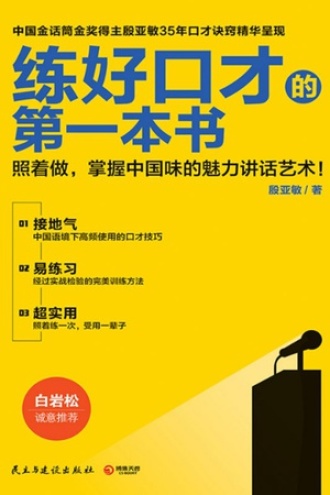 中国金话筒金奖得主殷亚敏35年口才诀窍精华呈现
练好口才的
第一本书
照着做，掌握中国味的魅力讲话艺术！
殷亚敏／著
01 接地气
中国语境下高频使用的口才技巧
02 易练习
经过实战检验的完美训练方法
03 超实用
照着练一次，受用一辈子
白岩松
诚意推荐
民主与建设出版社
博集天卷